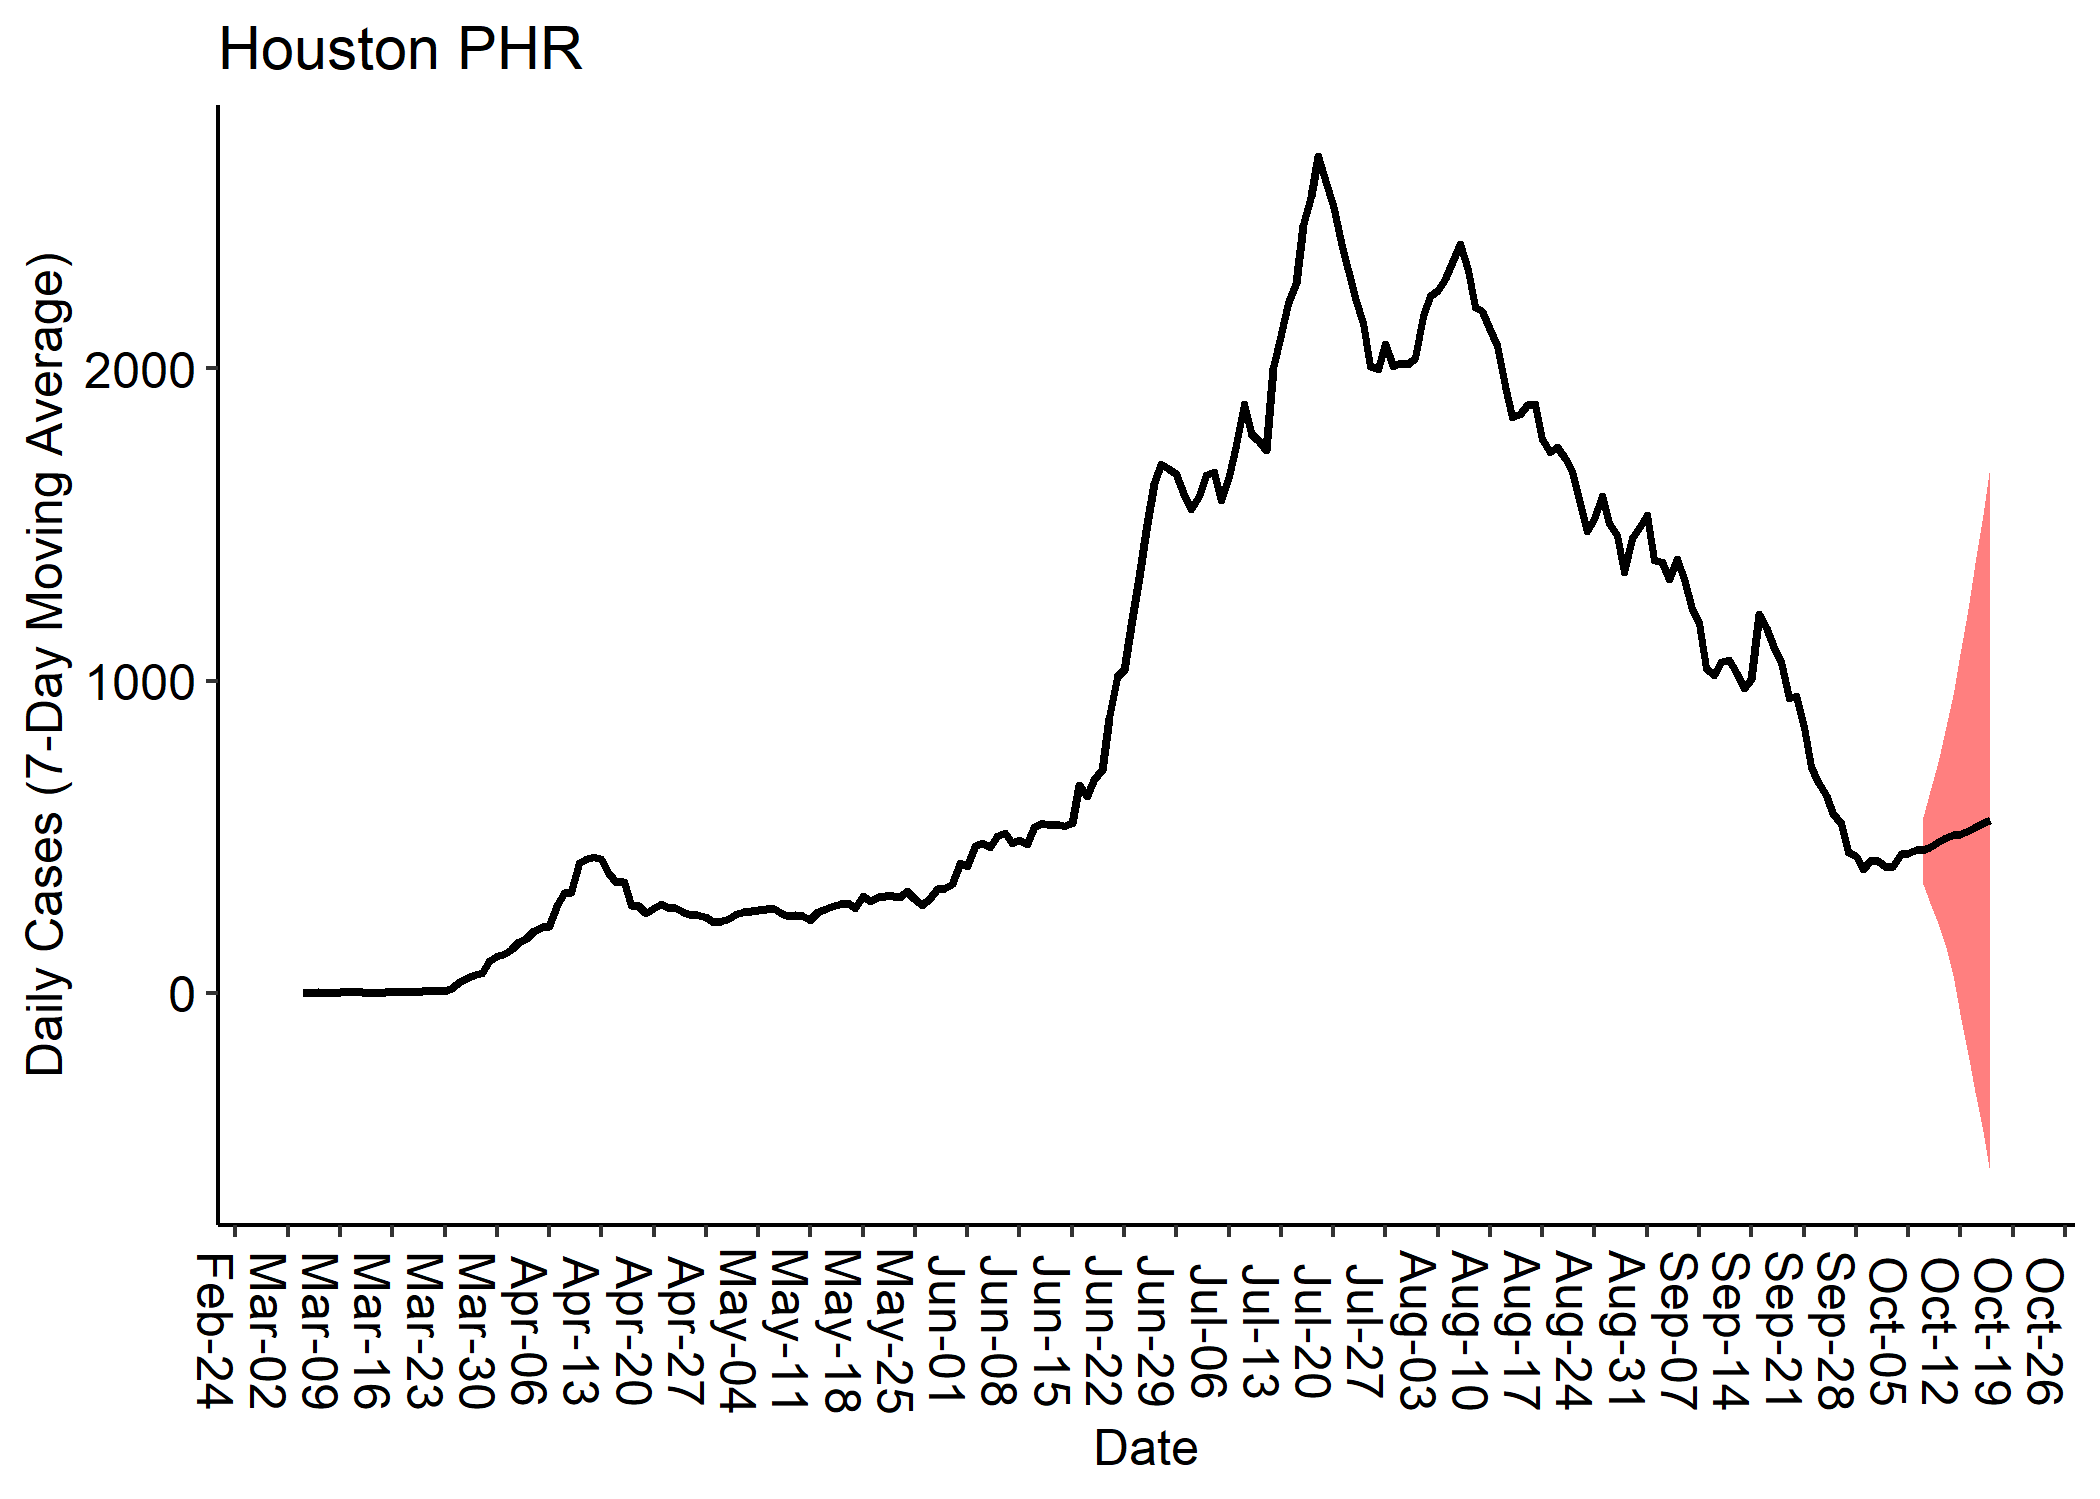 Houston PHR
Daily Cases (7-Day Moving Average)
2000
1000
0
Feb-24
Mar-02
Mar-09
Mar-16
Mar-23
Mar-30
Apr-06
Apr-13
Apr-20
Apr-27
May-04
May-11
May-18
May-25
Jun-01
Jun-08
Jun-15
Jun-22
Jun-29
Jul-06
Jul-13
Jul-20
Jul-27
Aug-03
Aug-10
Aug-17
Aug-24
Aug-31
Sep-07
Sep-14
Sep-21
Sep-28
Oct-05
Oct-12
Oct-19
Oct-26
Date